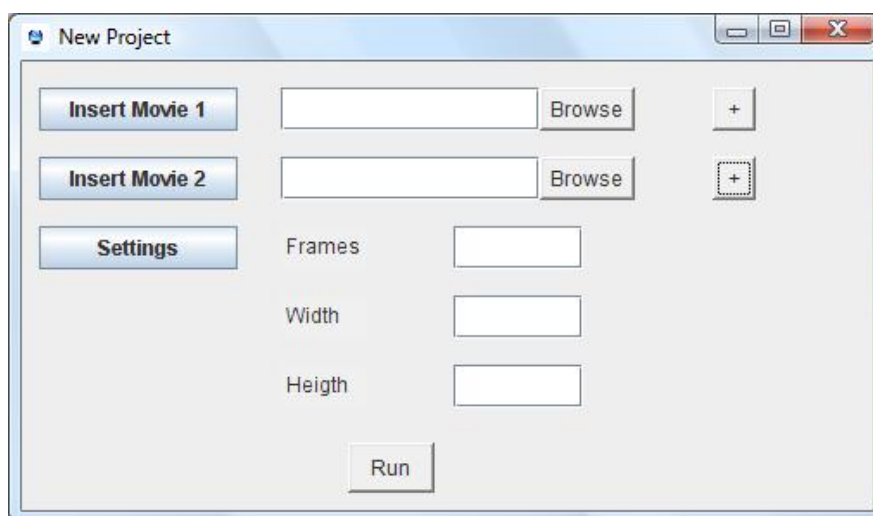 New Project
Insert Movie 1 Browse +
Insert Movie 2 Browse +
Settings Frames
Width
Heigth
Run